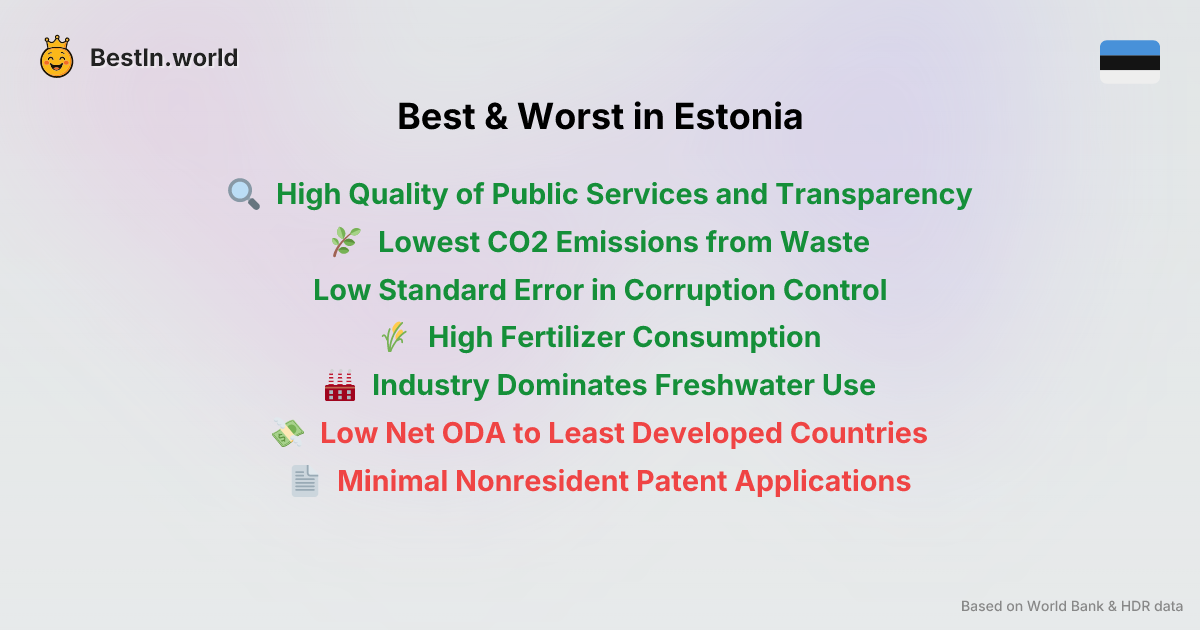 BestIn.world
Best & Worst in Estonia
High Quality of Public Services and Transparency
Lowest CO2 Emissions from Waste
Low Standard Error in Corruption Control
High Fertilizer Consumption
Industry Dominates Freshwater Use
Low Net ODA to Least Developed Countries
Minimal Nonresident Patent Applications
Based on World Bank & HDR data